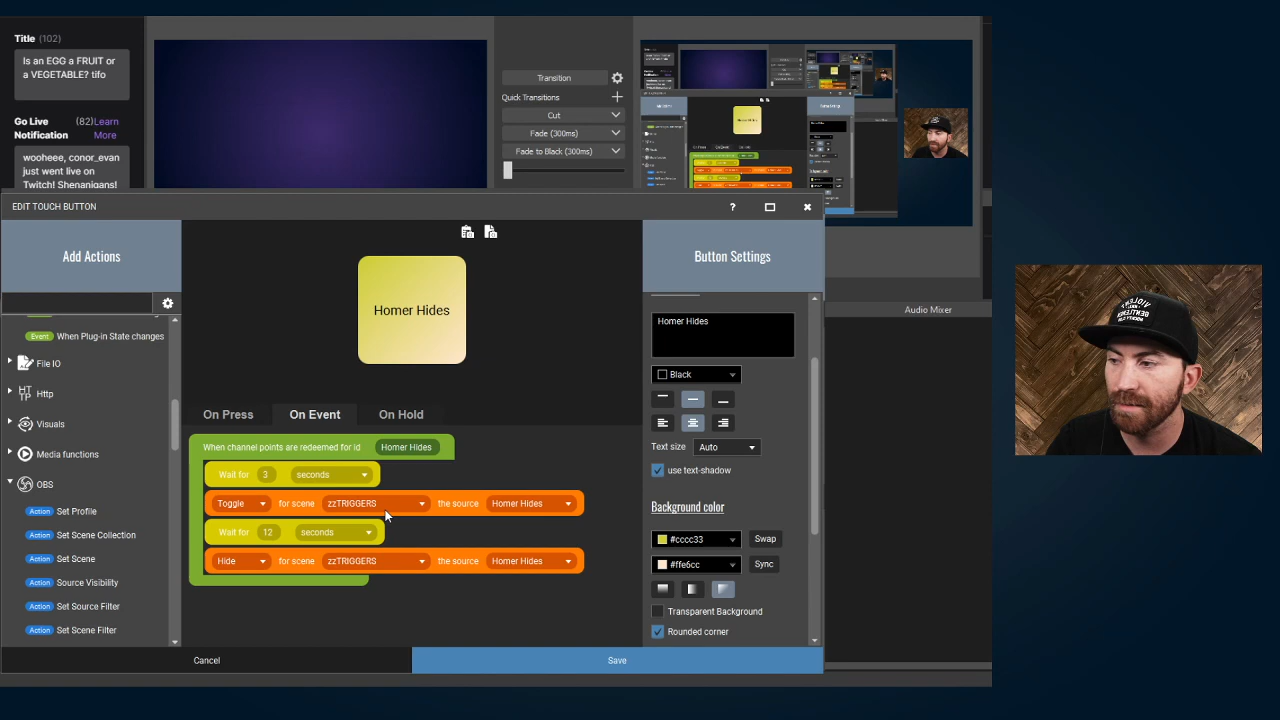 Title (102)
Is an EGG a FRUIT or
a VEGETABLE? tifo
Go Live (82)Learn
Notification More
wooheee, conor_evan
just went live on
Twitch! Shenanigans!
Transition
Quick Transitions
Cut
Fade (300ms)
Fade to Black (300ms)
EDIT TOUCH BUTTON
?
Add Actions
Button Settings
Homer Hides
Event When Plug-in State changes
File IO
Http
Visuals
Media functions
OBS
Action Set Profile
Action Set Scene Collection
Action Set Scene
Action Source Visibility
Action Set Source Filter
Action Set Scene Filter
On Press On Event On Hold
When channel points are redeemed for id Homer Hides
Wait for 3 seconds
Toggle for scene zzTRIGGERS the source Homer Hides
Wait for 12 seconds
Hide for scene zzTRIGGERS the source Homer Hides
Homer Hides
Black
Text size Auto
use text-shadow
Background color
#cccc33 Swap
#ffe6cc Sync
Transparent Background
Rounded corner
Cancel
Save
Audio Mixer